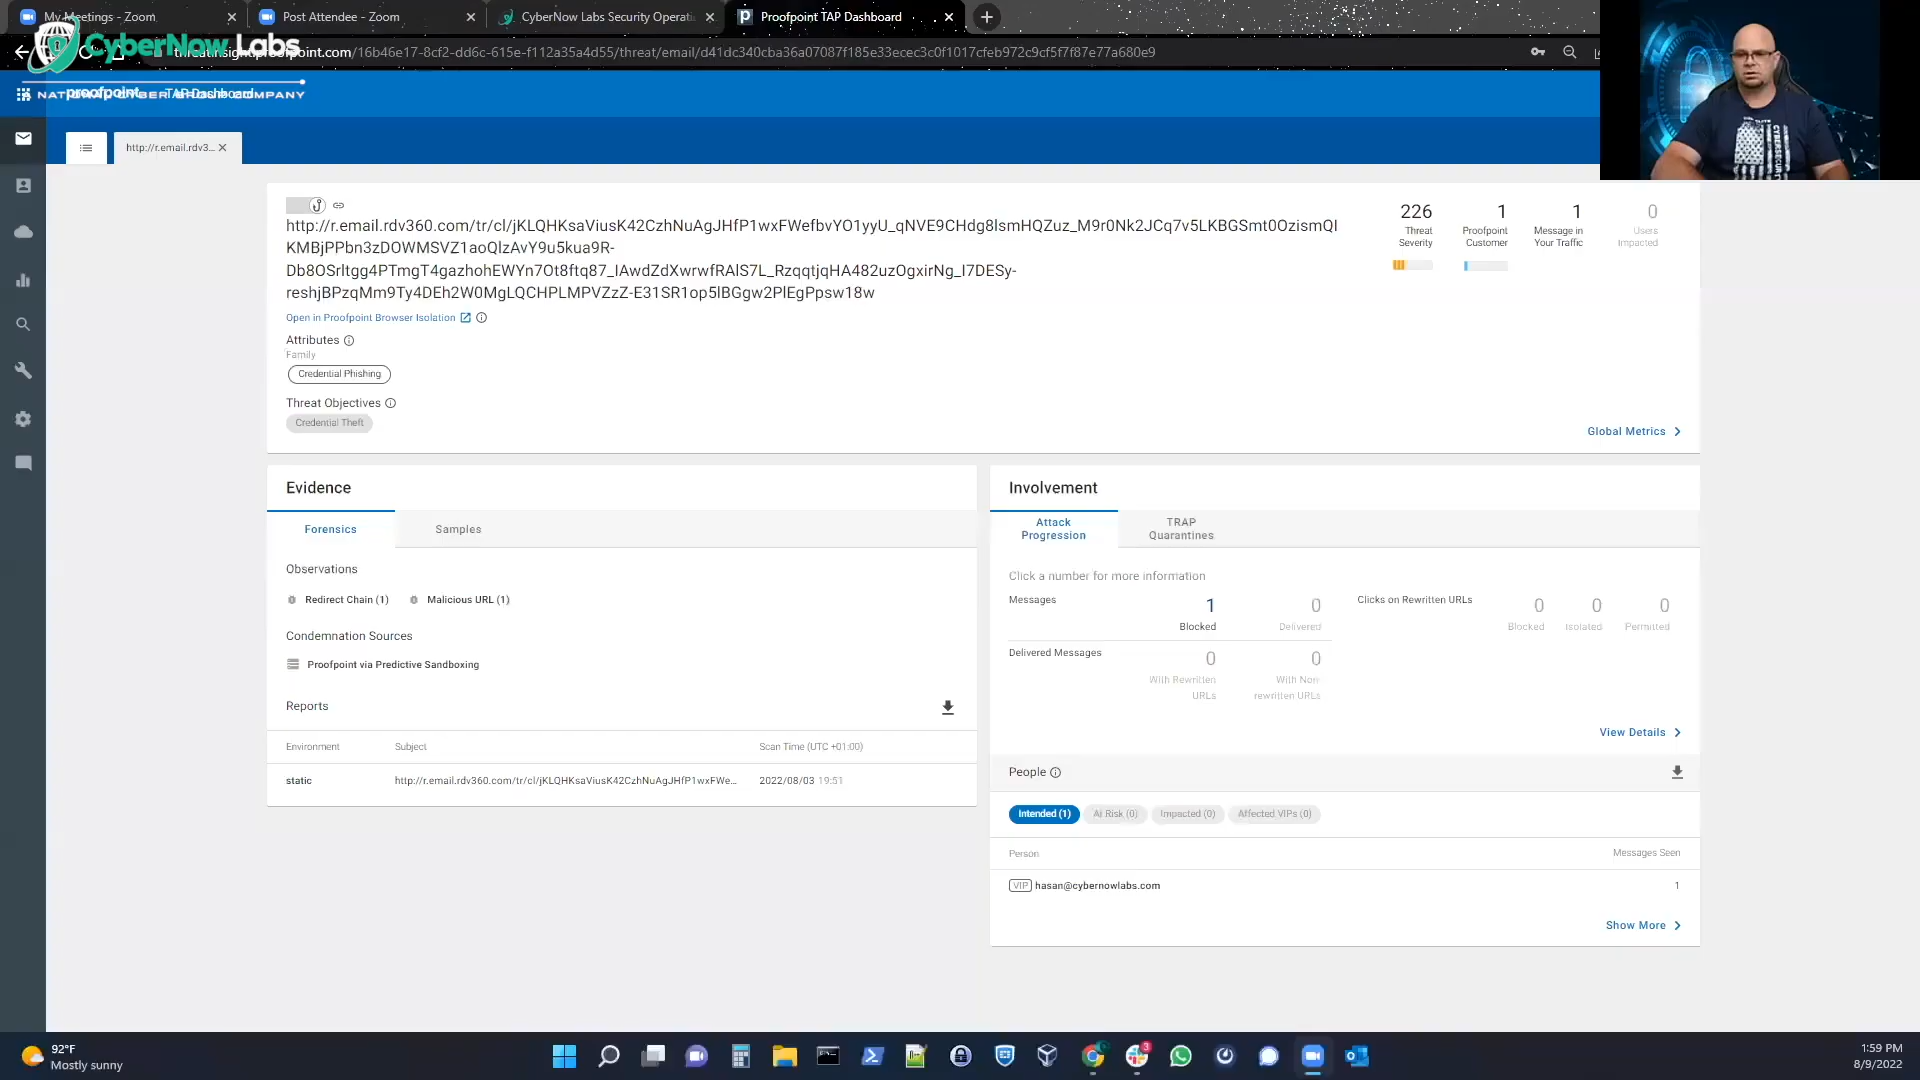 My Meetings - Zoom
Post Attendee - Zoom
CyberNow Labs Security Operati
Proofpoint TAP Dashboard
CyberNow Labs
threatinsight.proofpoint.com/16b46e17-8cf2-dd6c-615e-f112a35a4d55/threat/email/d41dc340cba36a07087f185e33ecec3c0f1017cfeb972c9cf5f7f87e77a680e9
proofpoint. TAP Dashboard
COMPANY
http://r.email.rdv3...
http://r.email.rdv360.com/tr/cl/jKLQHKsaViusK42CzhNuAgJHfP1wxFWefbvYO1yyU_qNVE9CHdg8lsmHQZuz_M9r0Nk2JCq7v5LKBGSmt0OzismQI
KMBjPPbn3zDOWMSVZ1aoQlzAvY9u5kua9R-
Db8OSrltgg4PTmgT4gazhohEWYn7Ot8ftq87_IAwdZdXwrwfRAlS7L_RzqqtjqHA482uzOgxirNg_I7DESy-
reshjBPzqMm9Ty4DEh2W0MgLQCHPLMPVZzZ-E31SR1op5lBGgw2PlEgPpsw18w
226
Threat
Severity
1
Proofpoint
Customer
1
Message in
Your Traffic
0
Users
Impacted
Open in Proofpoint Browser Isolation
Attributes
Family
Credential Phishing
Threat Objectives
Credential Theft
Global Metrics
Evidence
Forensics
Samples
Observations
Redirect Chain (1)
Malicious URL (1)
Condemnation Sources
Proofpoint via Predictive Sandboxing
Reports
Environment
Subject
Scan Time (UTC +01:00)
static
http://r.email.rdv360.com/tr/cl/jKLQHKsaViusK42CzhNuAgJHfP1wxFWe...
2022/08/03 19:51
Involvement
Attack
Progression
TRAP
Quarantines
Click a number for more information
Messages
1
Blocked
0
Delivered
Clicks on Rewritten URLs
0
Blocked
0
Isolated
0
Permitted
Delivered Messages
0
With Rewritten
URLs
0
With Non-
rewritten URLs
View Details
People
Intended (1)
At Risk (0)
Impacted (0)
Affected VIPs (0)
Person
Messages Seen
VIP hasan@cybernowlabs.com
1
Show More
92°F
Mostly sunny
3
1:59 PM
8/9/2022